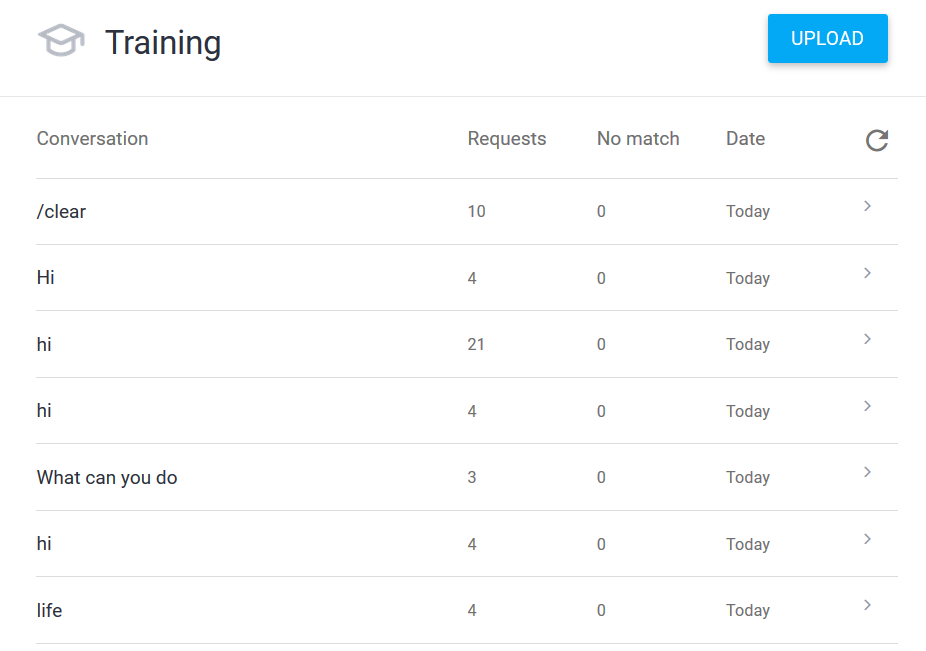 Training
UPLOAD
Conversation Requests No match Date
/clear 10 0 Today
Hi 4 0 Today
hi 21 0 Today
hi 4 0 Today
What can you do 3 0 Today
hi 4 0 Today
life 4 0 Today